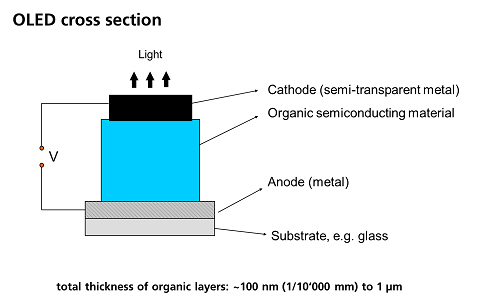 OLED cross section
Light
Cathode (semi-transparent metal)
Organic semiconducting material
V
Anode (metal)
Substrate, e.g. glass
total thickness of organic layers: ~100 nm (1/10‘000 mm) to 1 µm